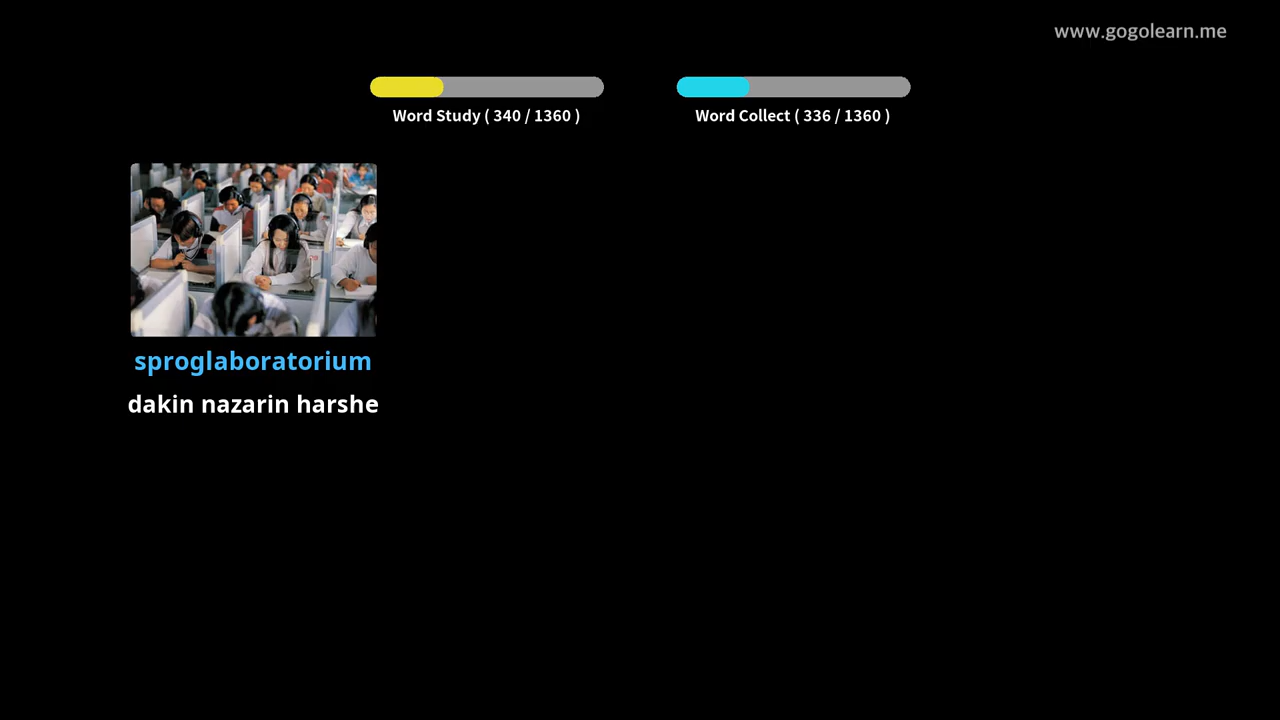 www.gogolearn.me
Word Study ( 340 / 1360 )
Word Collect ( 336 / 1360 )
sproglaboratorium
dakin nazarin harshe